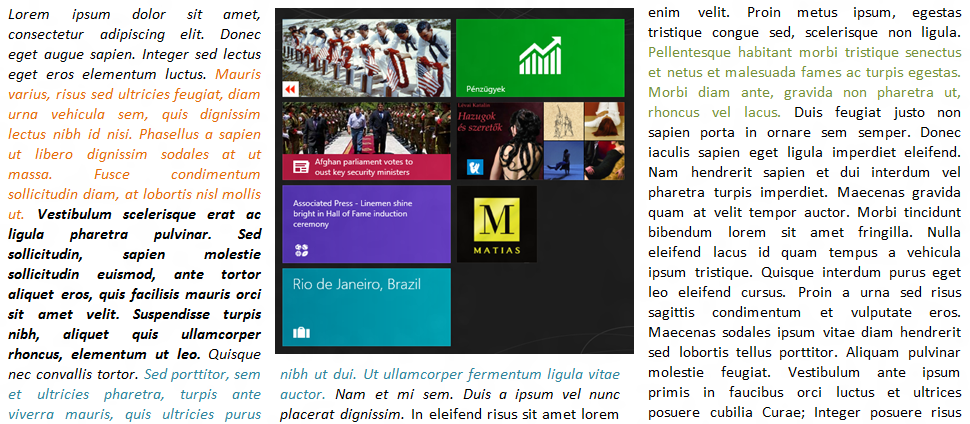 Lorem ipsum dolor sit amet,
consectetur adipiscing elit. Donec
eget augue sapien. Integer sed lectus
eget eros elementum luctus. Mauris
varius, risus sed ultricies feugiat, diam
urna vehicula sem, quis dignissim
lectus nibh id nisi. Phasellus a sapien
ut libero dignissim sodales at ut
massa. Fusce condimentum
sollicitudin diam, at lobortis nisl mollis
ut. Vestibulum scelerisque erat ac
ligula pharetra pulvinar. Sed
sollicitudin, sapien molestie
sollicitudin euismod, ante tortor
aliquet eros, quis facilisis mauris orci
sit amet velit. Suspendisse turpis
nibh, aliquet quis ullamcorper
rhoncus, elementum ut leo. Quisque
nec convallis tortor. Sed porttitor, sem
et ultricies pharetra, turpis ante
viverra mauris, quis ultricies purus
Pénzügyek
Afghan parliament votes to
oust key security ministers
Hazugok
és szeretők
Associated Press - Linemen shine
bright in Hall of Fame induction
ceremony
M
MATIAS
Rio de Janeiro, Brazil
nibh ut dui. Ut ullamcorper fermentum ligula vitae
auctor. Nam et mi sem. Duis a ipsum vel nunc
placerat dignissim. In eleifend risus sit amet lorem
enim velit. Proin metus ipsum, egestas
tristique congue sed, scelerisque non ligula.
Pellentesque habitant morbi tristique senectus
et netus et malesuada fames ac turpis egestas.
Morbi diam ante, gravida non pharetra ut,
rhoncus vel lacus. Duis feugiat justo non
sapien porta in ornare sem semper. Donec
iaculis sapien eget ligula imperdiet eleifend.
Nam hendrerit sapien et dui interdum vel
pharetra turpis imperdiet. Maecenas gravida
quam at velit tempor auctor. Morbi tincidunt
bibendum lorem sit amet fringilla. Nulla
eleifend lacus id quam tempus a vehicula
ipsum tristique. Quisque interdum purus eget
leo eleifend cursus. Proin a urna sed risus
sagittis condimentum et vulputate eros.
Maecenas sodales ipsum vitae diam hendrerit
sed lobortis tellus porttitor. Aliquam pulvinar
molestie feugiat. Vestibulum ante ipsum
primis in faucibus orci luctus et ultrices
posuere cubilia Curae; Integer posuere risus